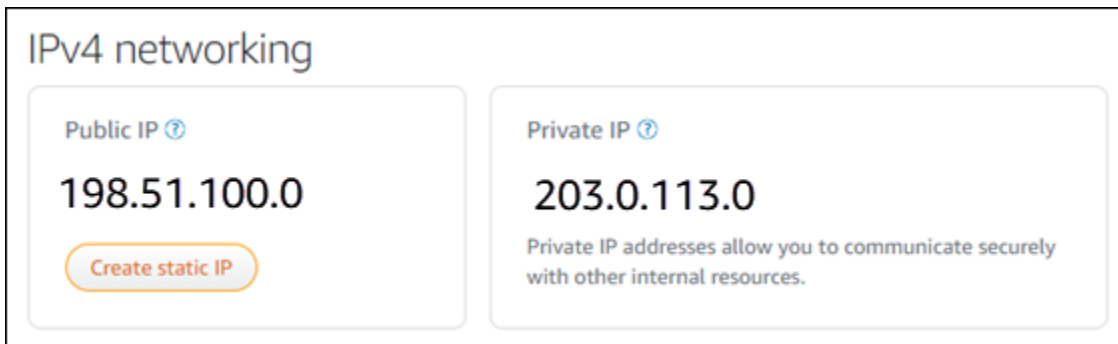 IPv4 networking
Public IP ?
198.51.100.0
Create static IP
Private IP ?
203.0.113.0
Private IP addresses allow you to communicate securely
with other internal resources.